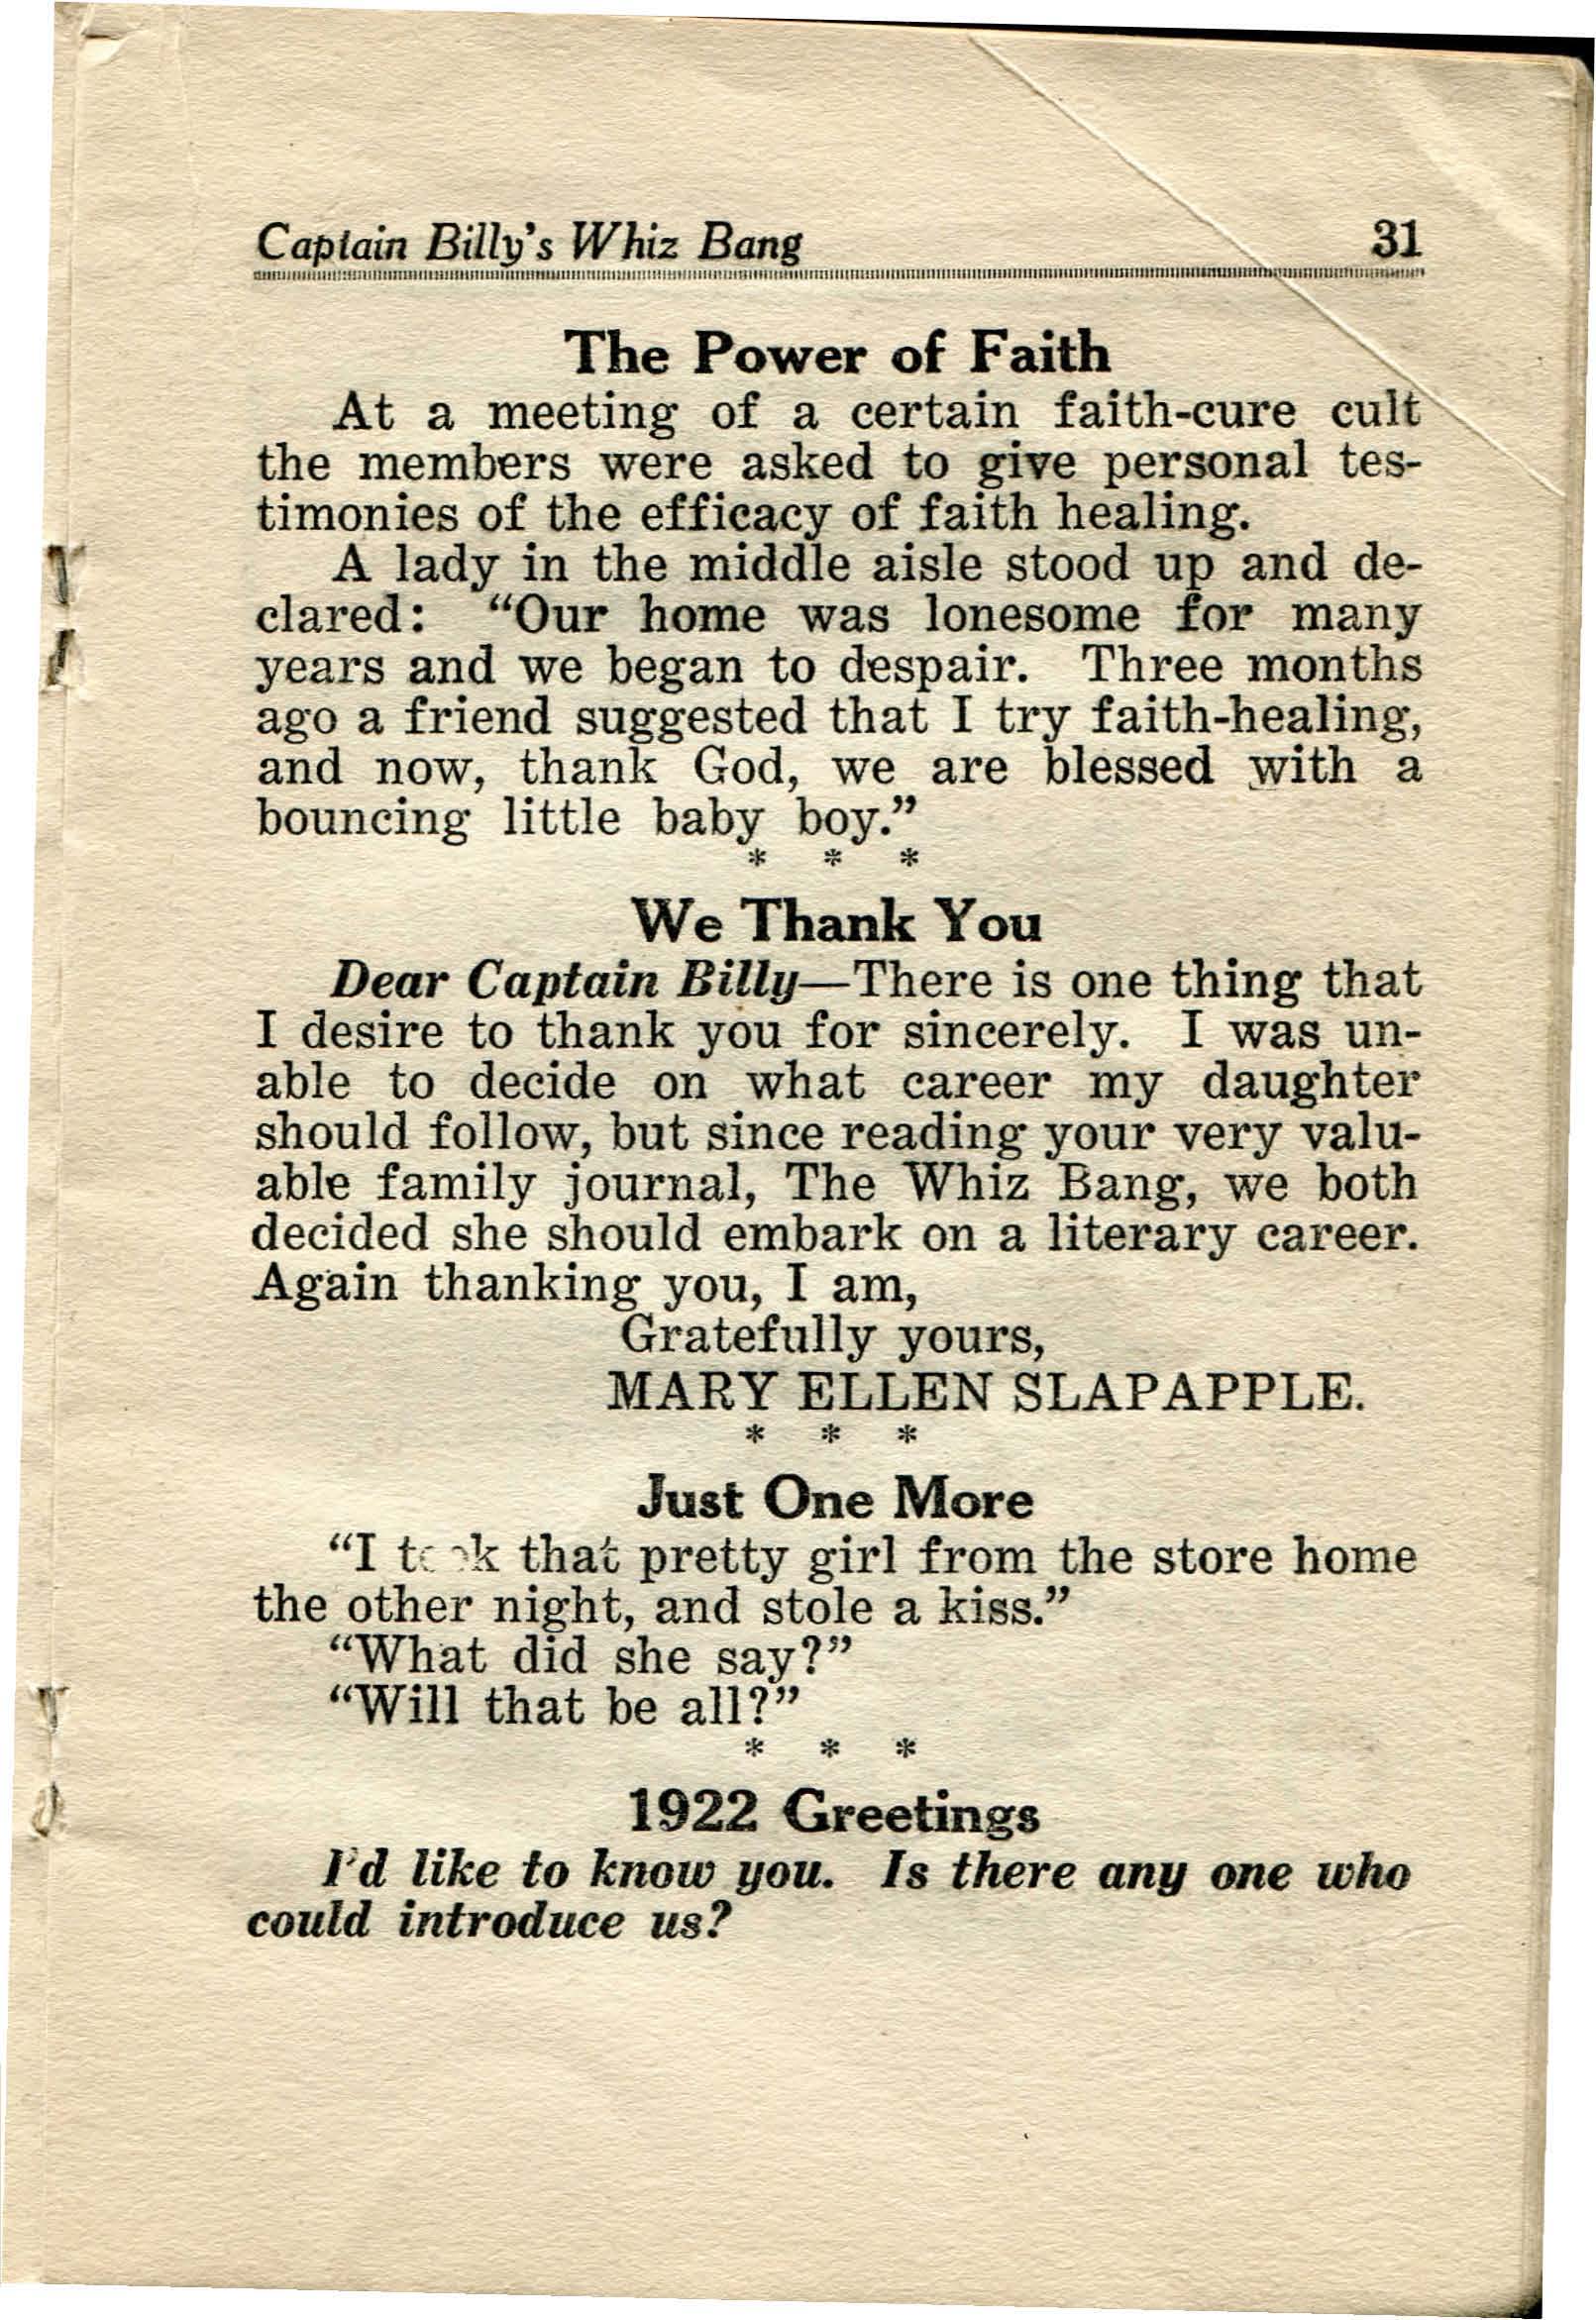 Captain Billy's Whiz Bang 31
The Power of Faith
At a meeting of a certain faith-cure cult
the members were asked to give personal tes-
timonies of the efficacy of faith healing.
A lady in the middle aisle stood up and de-
clared: "Our home was lonesome for many
years and we began to despair. Three months
ago a friend suggested that I try faith-healing,
and now, thank God, we are blessed with a
bouncing little baby boy."
* * *
We Thank You
Dear Captain Billy—There is one thing that
I desire to thank you for sincerely. I was un-
able to decide on what career my daughter
should follow, but since reading your very valu-
able family journal, The Whiz Bang, we both
decided she should embark on a literary career.
Again thanking you, I am,
Gratefully yours,
MARY ELLEN SLAPAPPLE.
* * *
Just One More
"I took that pretty girl from the store home
the other night, and stole a kiss."
"What did she say?"
"Will that be all?"
* * *
1922 Greetings
I'd like to know you. Is there any one who
could introduce us?